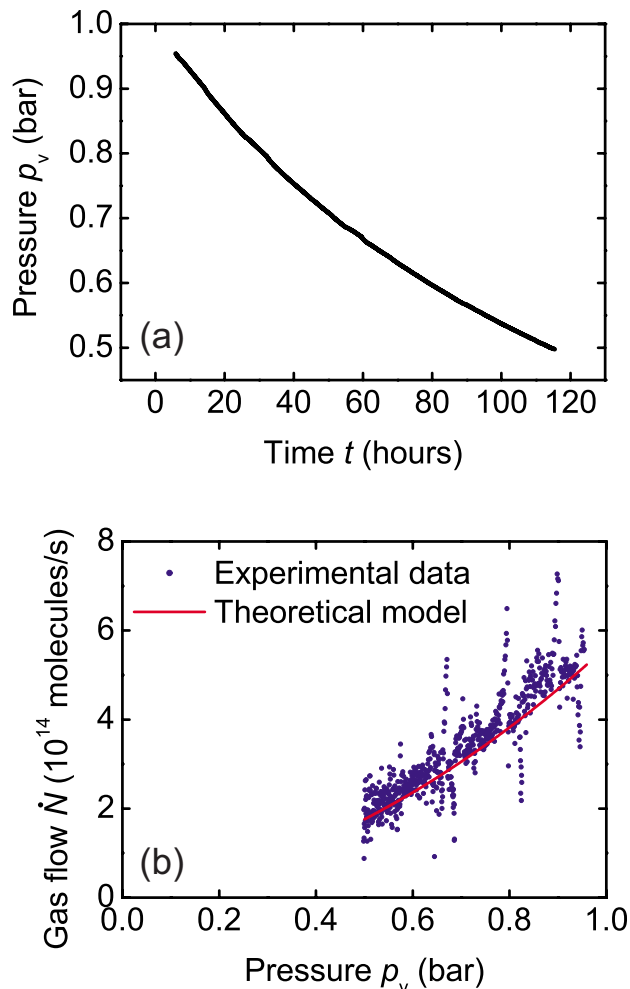 1.0
0.9
0.8
0.7
0.6
0.5
Pressure pv (bar)
(a)
0 20 40 60 80 100 120
Time t (hours)
8
6
4
2
0
Gas flow Ṅ (10^14 molecules/s)
Experimental data
Theoretical model
(b)
0.0 0.2 0.4 0.6 0.8 1.0
Pressure pv (bar)